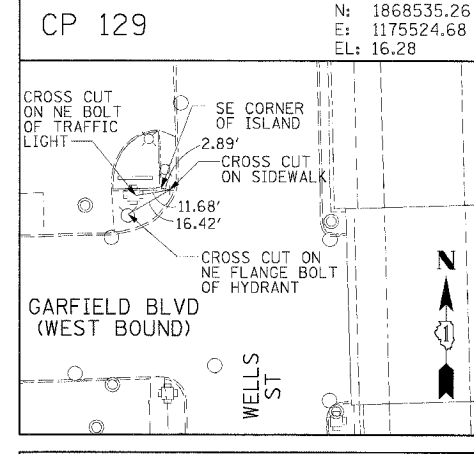 CP 129
N: 1868535.26
E: 1175524.68
EL: 16.28
CROSS CUT
ON NE BOLT
OF TRAFFIC
LIGHT
SE CORNER
OF ISLAND
2.89'
CROSS CUT
ON SIDEWALK
11.68'
16.42'
CROSS CUT ON
NE FLANGE BOLT
OF HYDRANT
GARFIELD BLVD
(WEST BOUND)
WELLS
ST
N
1